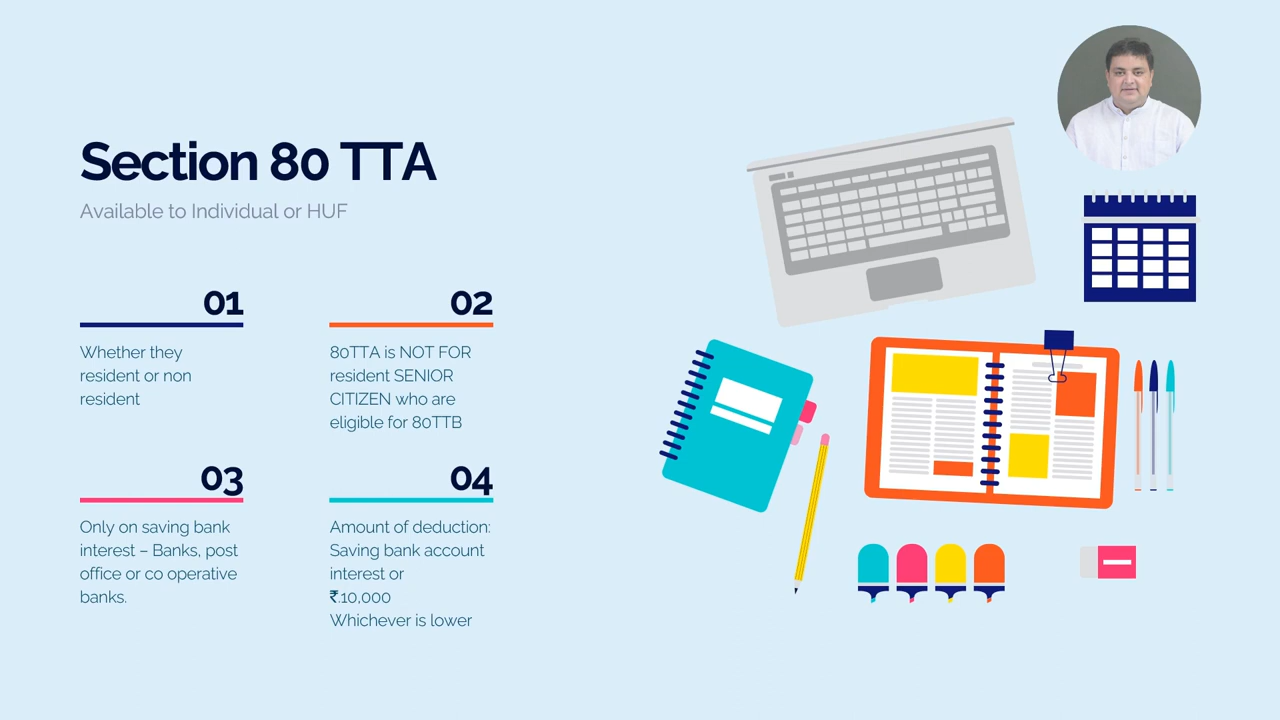 Section 80 TTA
Available to Individual or HUF
01
Whether they
resident or non
resident
02
80TTA is NOT FOR
resident SENIOR
CITIZEN who are
eligible for 80TTB
03
Only on saving bank
interest – Banks, post
office or co operative
banks.
04
Amount of deduction:
Saving bank account
interest or
₹.10,000
Whichever is lower